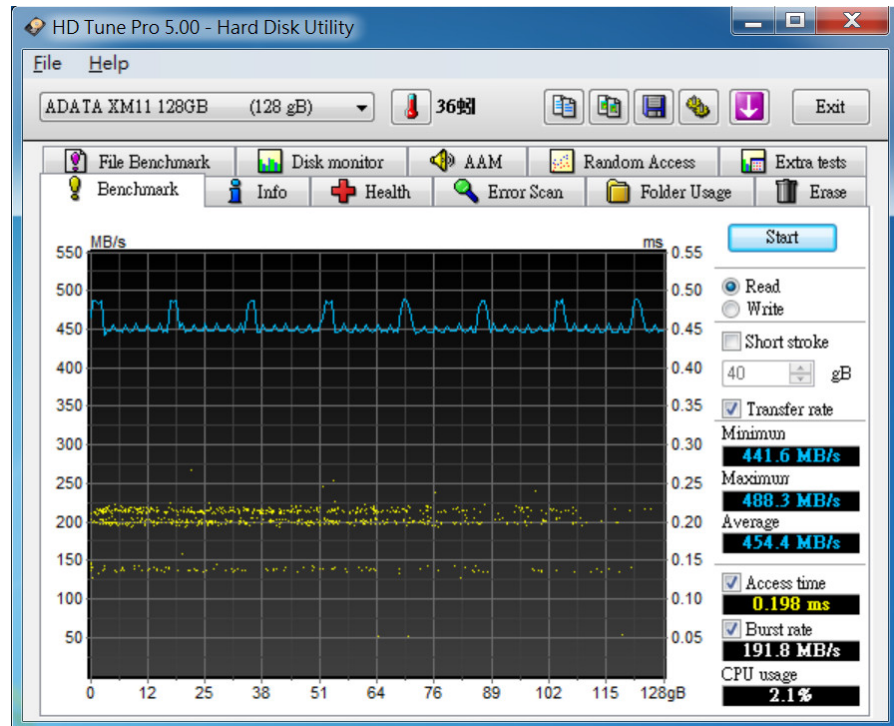 HD Tune Pro 5.00 - Hard Disk Utility
File Help
ADATA XM11 128GB (128 gB) 36蚓 Exit
File Benchmark Disk monitor AAM Random Access Extra tests
Benchmark Info Health Error Scan Folder Usage Erase
MB/s ms
550 0.55
500 0.50
450 0.45
400 0.40
350 0.35
300 0.30
250 0.25
200 0.20
150 0.15
100 0.10
50 0.05
0 12 25 38 51 64 76 89 102 115 128gB
Start
Read
Write
Short stroke
40 gB
Transfer rate
Minimun
441.6 MB/s
Maximurr
488.3 MB/s
Average
454.4 MB/s
Access time
0.198 ms
Burst rate
191.8 MB/s
CPU usage
2.1%